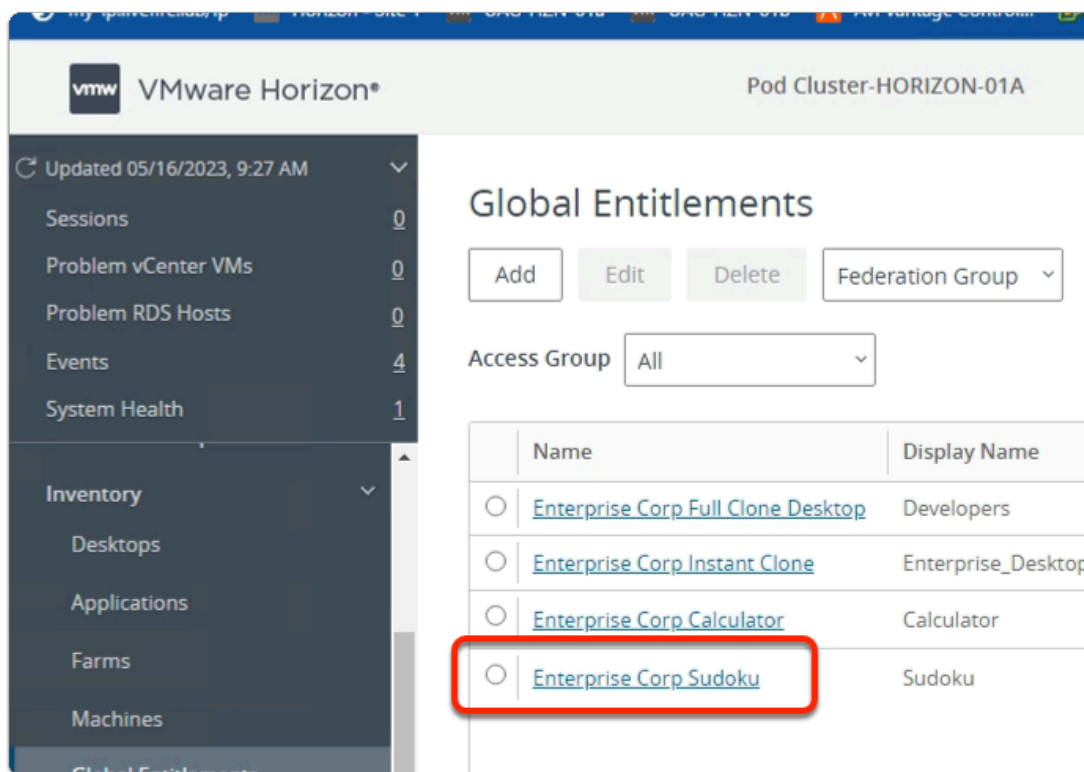 vmw VMware Horizon®
Pod Cluster-HORIZON-01A
Updated 05/16/2023, 9:27 AM
Sessions 0
Problem vCenter VMs 0
Problem RDS Hosts 0
Events 4
System Health 1
Inventory
Desktops
Applications
Farms
Machines
Global Entitlements
Add Edit Delete Federation Group
Access Group All
Name Display Name
Enterprise Corp Full Clone Desktop Developers
Enterprise Corp Instant Clone Enterprise_Desktop
Enterprise Corp Calculator Calculator
Enterprise Corp Sudoku Sudoku